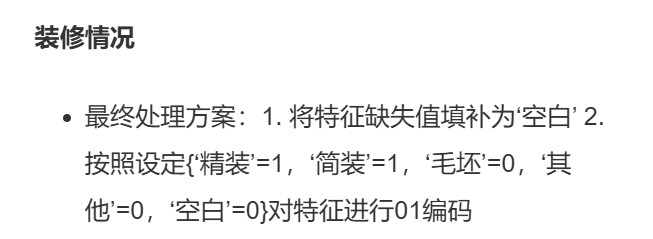 装修情况
最终处理方案：1. 将特征缺失值填补为‘空白’ 2.
按照设定{‘精装’=1，‘简装’=1，‘毛坯’=0，‘其
他’=0，‘空白’=0}对特征进行01编码